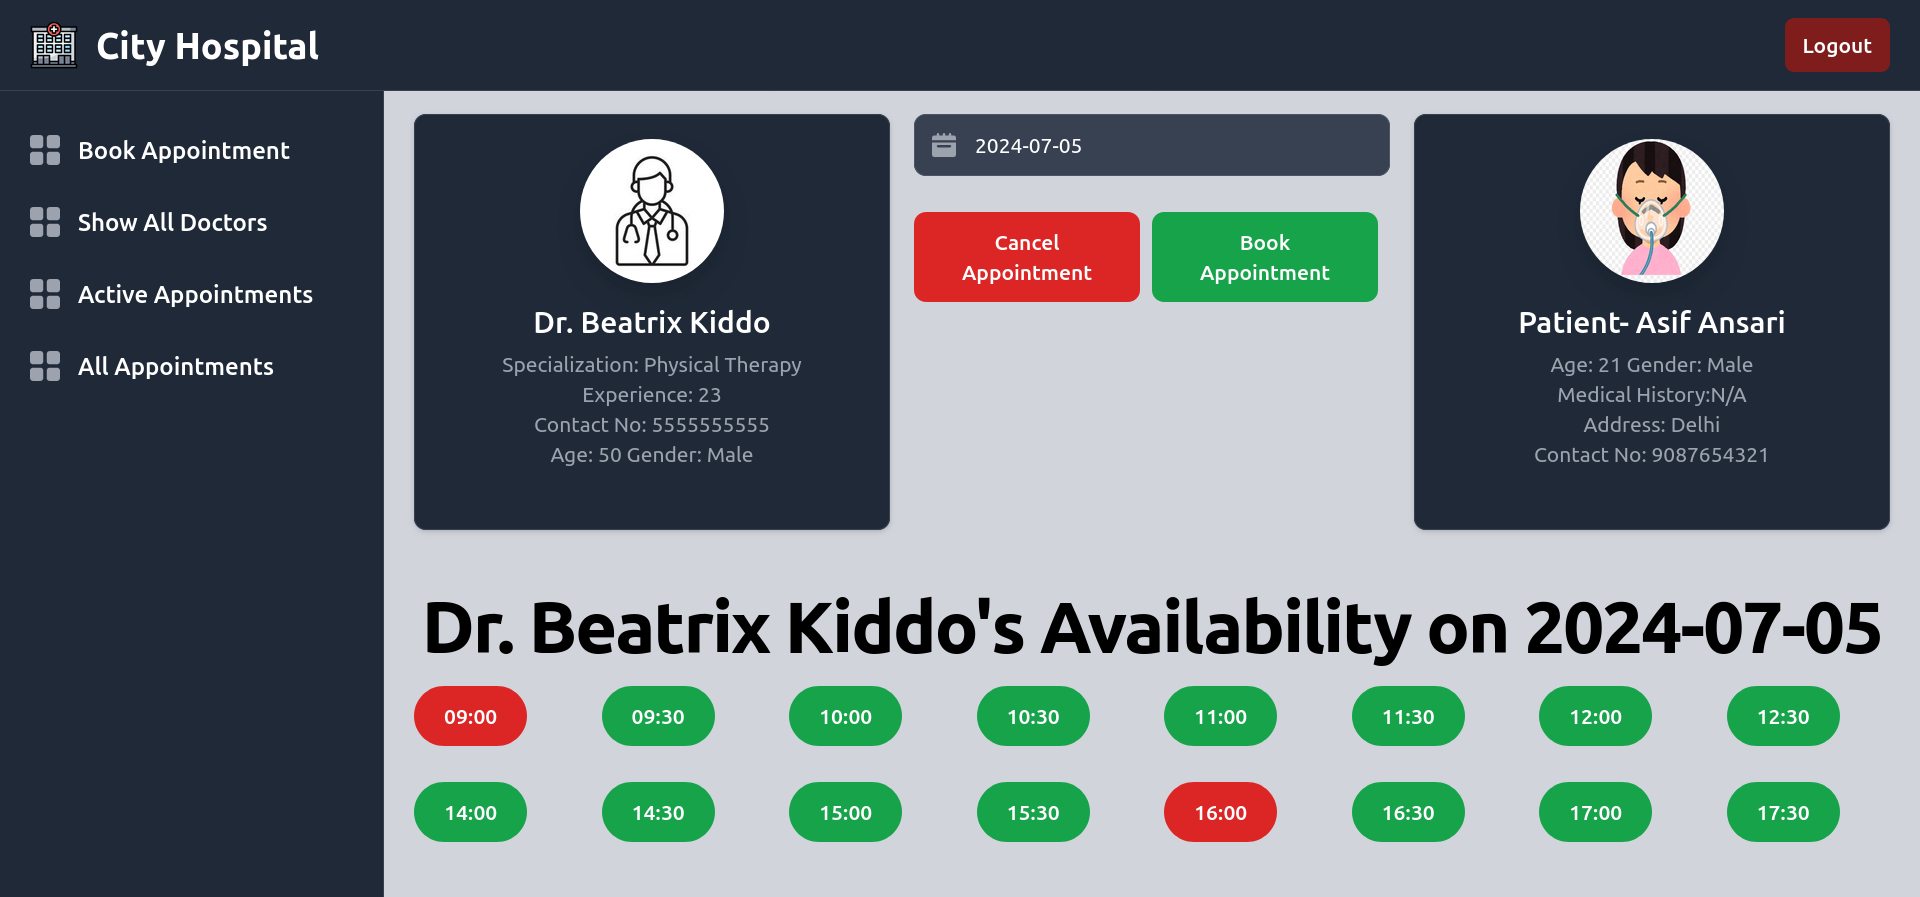 City Hospital
Logout
Book Appointment
Show All Doctors
Active Appointments
All Appointments
Dr. Beatrix Kiddo
Specialization: Physical Therapy
Experience: 23
Contact No: 5555555555
Age: 50 Gender: Male
2024-07-05
Cancel
Appointment
Book
Appointment
Patient- Asif Ansari
Age: 21 Gender: Male
Medical History:N/A
Address: Delhi
Contact No: 9087654321
Dr. Beatrix Kiddo's Availability on 2024-07-05
09:00 09:30 10:00 10:30 11:00 11:30 12:00 12:30
14:00 14:30 15:00 15:30 16:00 16:30 17:00 17:30